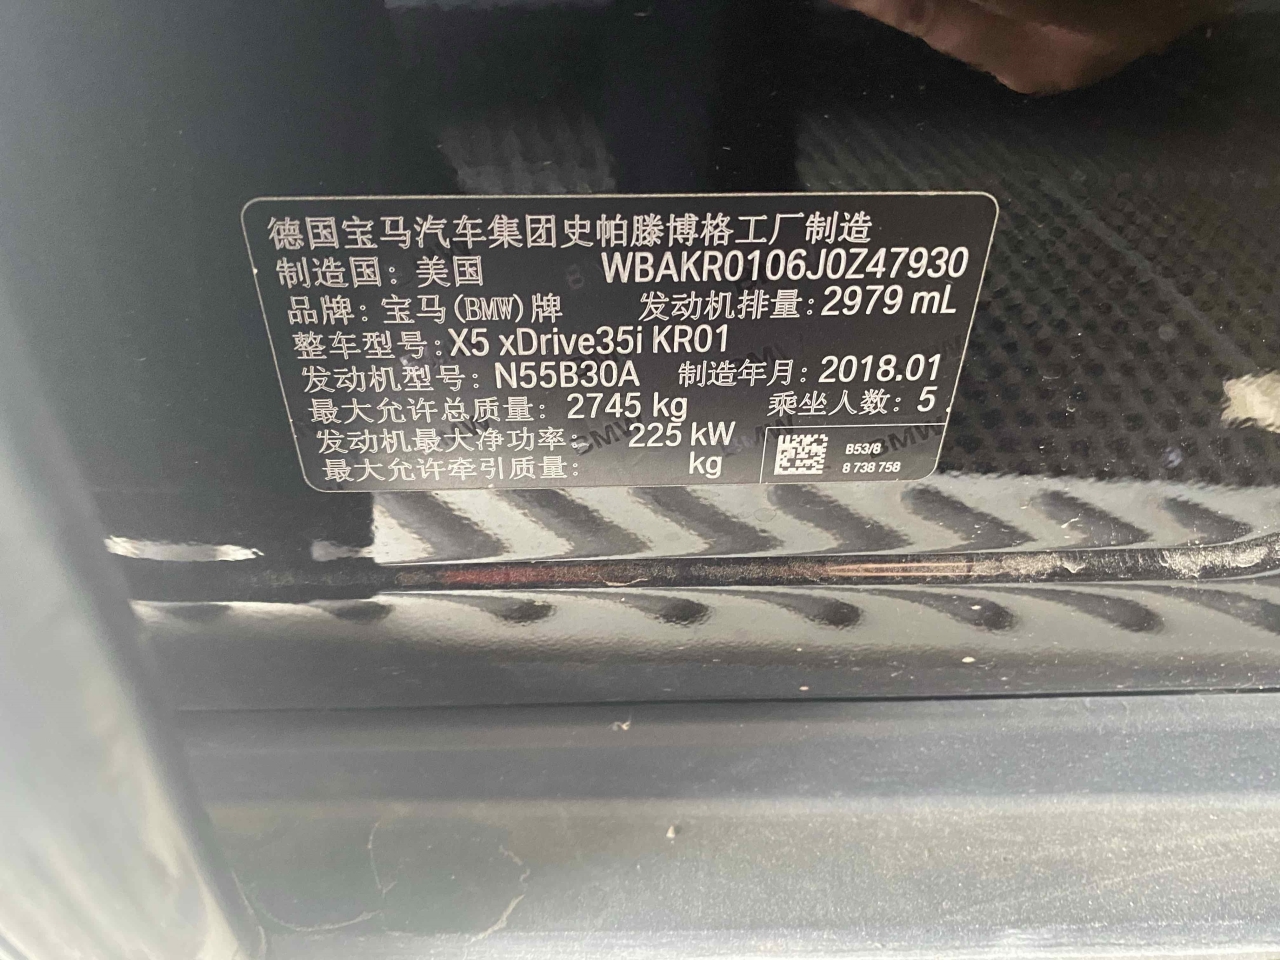 德国宝马汽车集团史帕滕博格工厂制造
制造国：美国 WBAKR0106J0Z47930
品牌：宝马(BMW)牌 发动机排量：2979 mL
整车型号：X5 xDrive35i KR01
发动机型号：N55B30A 制造年月：2018.01
最大允许总质量：2745 kg 乘坐人数：5
发动机最大净功率： 225 kW
最大允许牵引质量： kg
B53/8
8 738 758